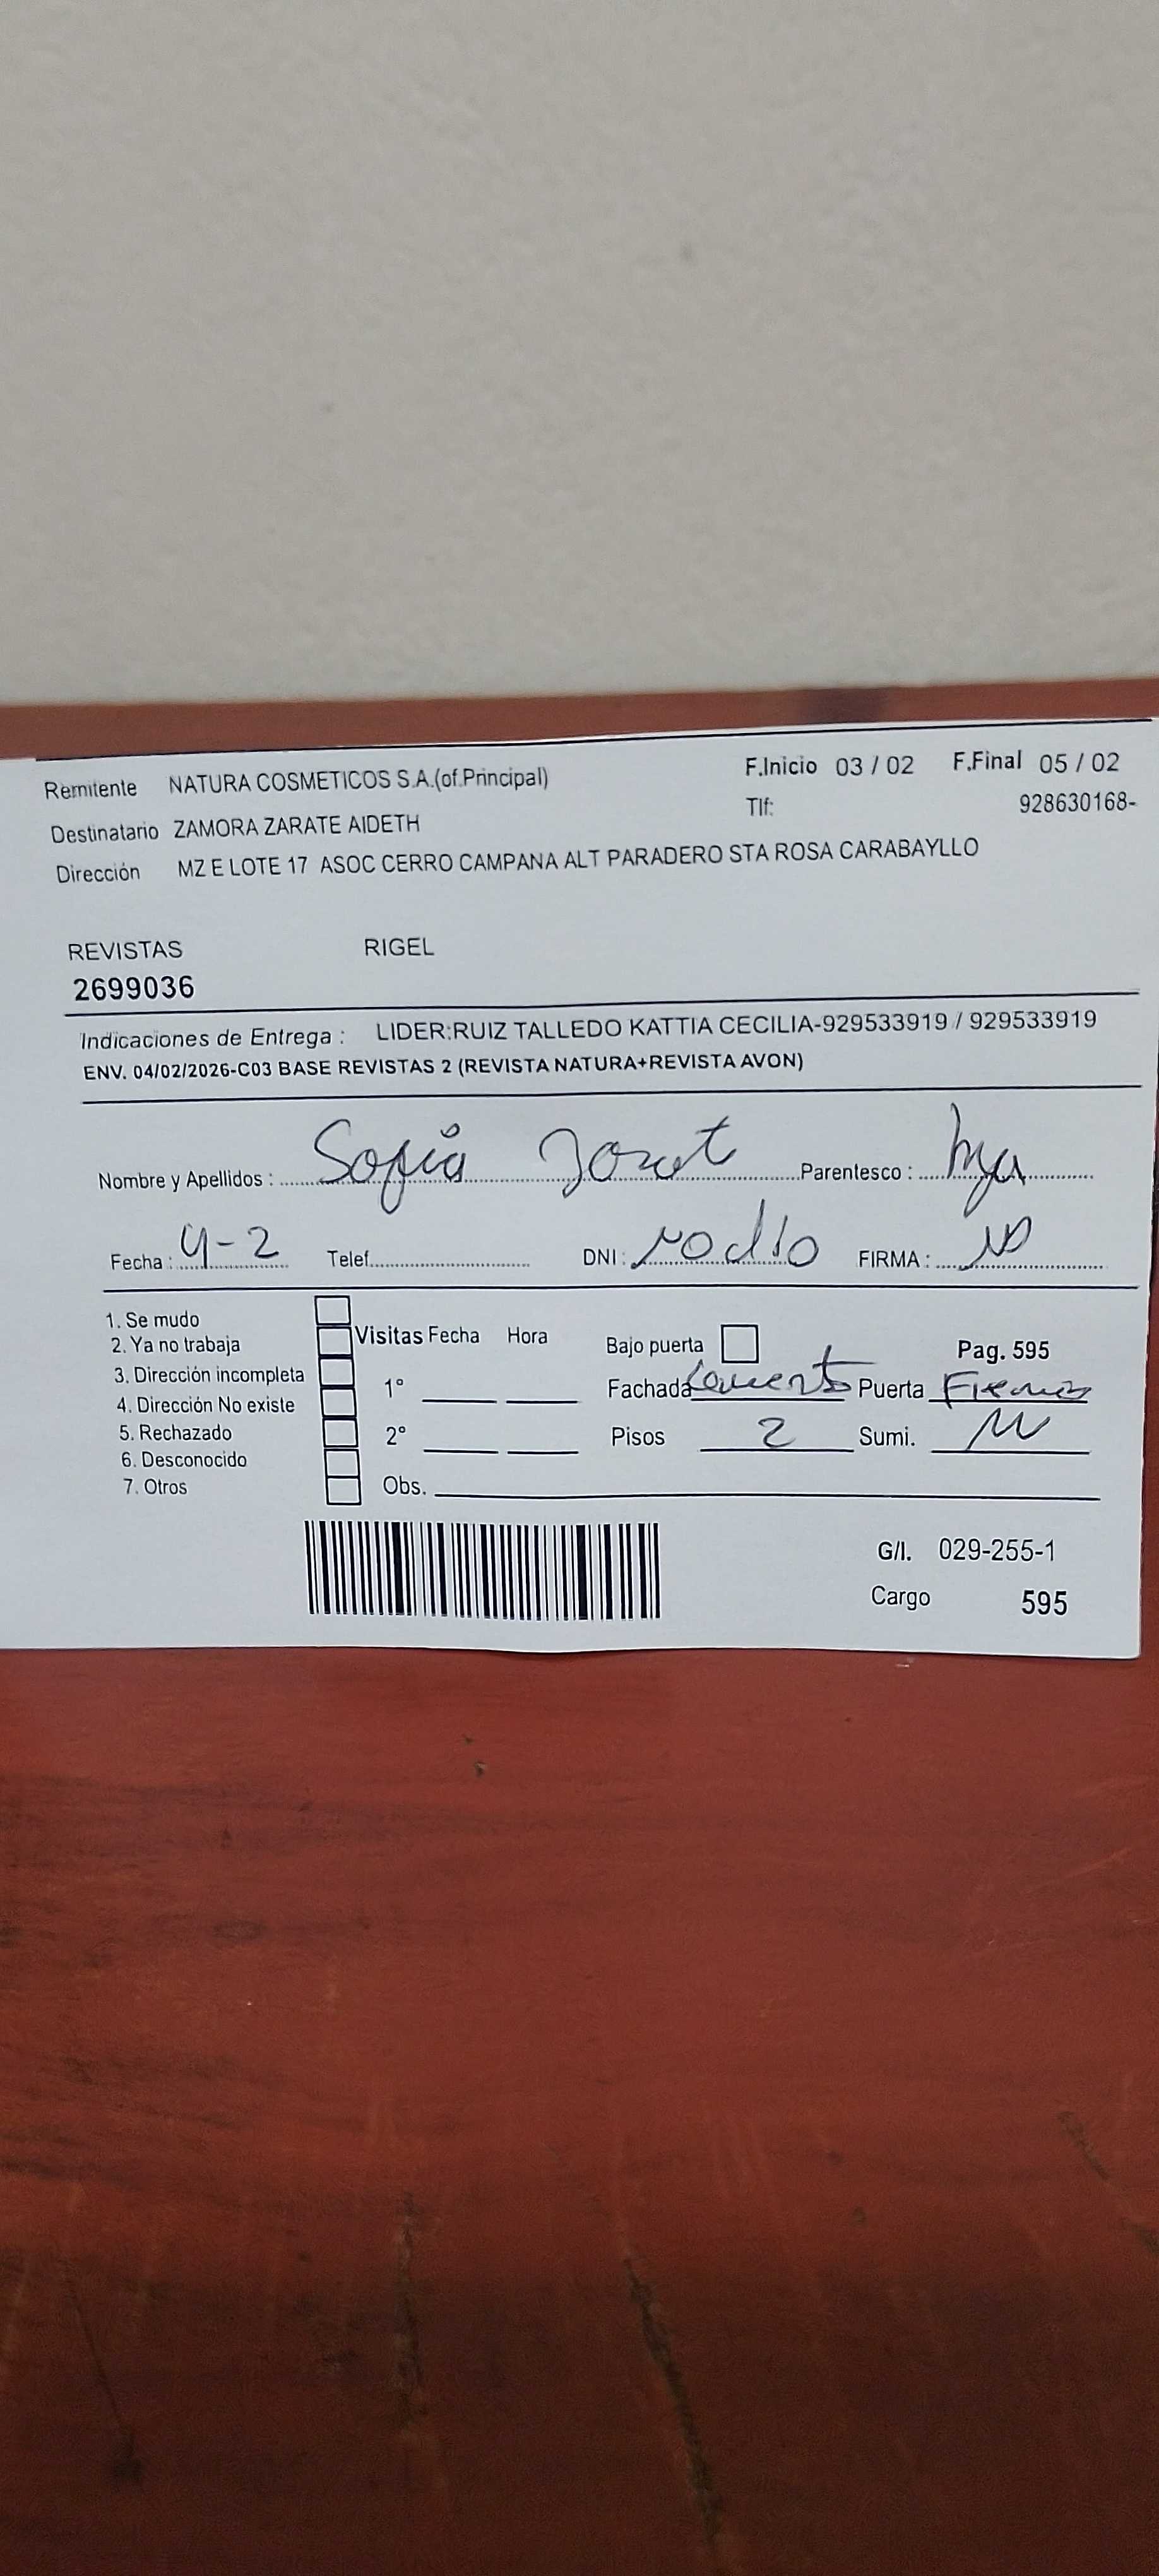 Remitente NATURA COSMETICOS S.A.(of.Principal) F.Inicio 03 / 02 F.Final 05 / 02
Destinatario ZAMORA ZARATE AIDETH Tlf: 928630168-
Dirección MZ E LOTE 17 ASOC CERRO CAMPANA ALT PARADERO STA ROSA CARABAYLLO
REVISTAS RIGEL
2699036
Indicaciones de Entrega : LIDER:RUIZ TALLEDO KATTIA CECILIA-929533919 / 929533919
ENV. 04/02/2026-C03 BASE REVISTAS 2 (REVISTA NATURA+REVISTA AVON)
Nombre y Apellidos : Sofia Parentesco :
Fecha : 4-2 Telef. DNI : FIRMA :
1. Se mudo
2. Ya no trabaja Visitas Fecha Hora Bajo puerta Pag. 595
3. Dirección incompleta 1° Fachada Puerta
4. Dirección No existe
5. Rechazado 2° Pisos 2 Sumi.
6. Desconocido
7. Otros Obs.
G/I. 029-255-1
Cargo 595